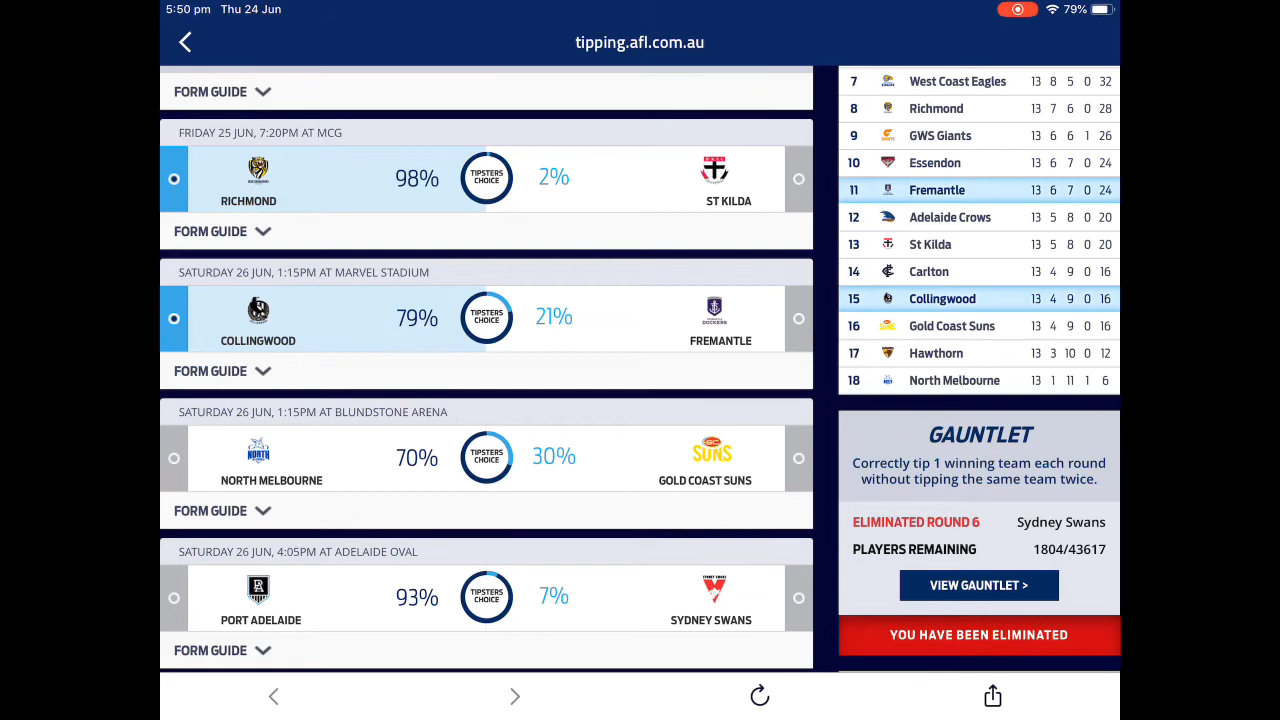 5:50 pm Thu 24 Jun
79%
tipping.afl.com.au
FORM GUIDE
FRIDAY 25 JUN, 7:20PM AT MCG
RICHMOND
98%
TIPSTERS
CHOICE
2%
ST KILDA
FORM GUIDE
SATURDAY 26 JUN, 1:15PM AT MARVEL STADIUM
COLLINGWOOD
79%
TIPSTERS
CHOICE
21%
FREMANTLE
FORM GUIDE
SATURDAY 26 JUN, 1:15PM AT BLUNDSTONE ARENA
NORTH
NORTH MELBOURNE
70%
TIPSTERS
CHOICE
30%
GC
SUNS
GOLD COAST SUNS
FORM GUIDE
SATURDAY 26 JUN, 4:05PM AT ADELAIDE OVAL
PA
PORT ADELAIDE
93%
TIPSTERS
CHOICE
7%
SYDNEY SWANS
FORM GUIDE
7 West Coast Eagles 13 8 5 0 32
8 Richmond 13 7 6 0 28
9 GWS Giants 13 6 6 1 26
10 Essendon 13 6 7 0 24
11 Fremantle 13 6 7 0 24
12 Adelaide Crows 13 5 8 0 20
13 St Kilda 13 5 8 0 20
14 Carlton 13 4 9 0 16
15 Collingwood 13 4 9 0 16
16 Gold Coast Suns 13 4 9 0 16
17 Hawthorn 13 3 10 0 12
18 North Melbourne 13 1 11 1 6
GAUNTLET
Correctly tip 1 winning team each round
without tipping the same team twice.
ELIMINATED ROUND 6 Sydney Swans
PLAYERS REMAINING 1804/43617
VIEW GAUNTLET >
YOU HAVE BEEN ELIMINATED